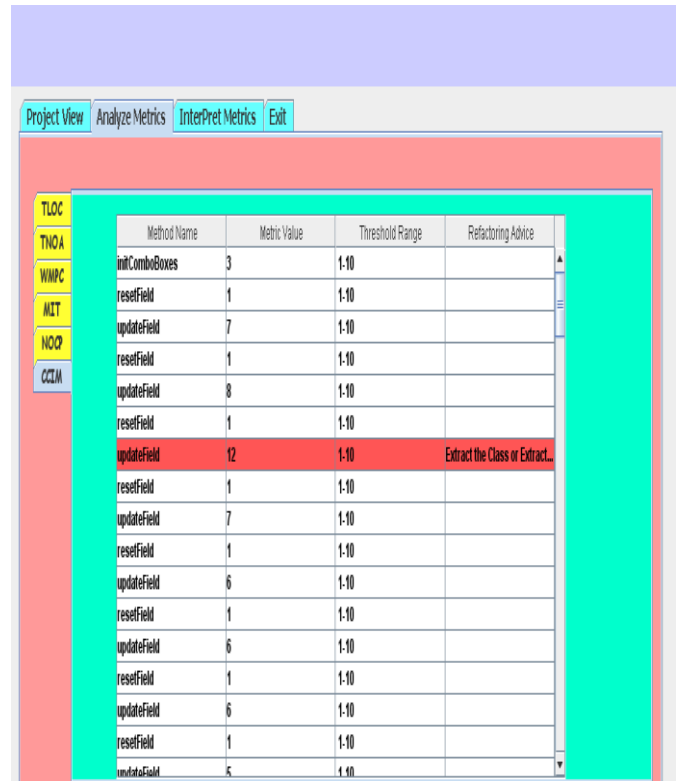 Project View Analyze Metrics InterPret Metrics Exit
TLOC
TNOA
WMPC
MIT
NOCP
CCIM
Method Name Metric Value Threshold Range Refactoring Advice
initComboBoxes 3 1-10
resetField 1 1-10
updateField 7 1-10
resetField 1 1-10
updateField 8 1-10
resetField 1 1-10
updateField 12 1-10 Extract the Class or Extract...
resetField 1 1-10
updateField 7 1-10
resetField 1 1-10
updateField 6 1-10
resetField 1 1-10
updateField 6 1-10
resetField 1 1-10
updateField 6 1-10
resetField 1 1-10
updateField 5 1-10